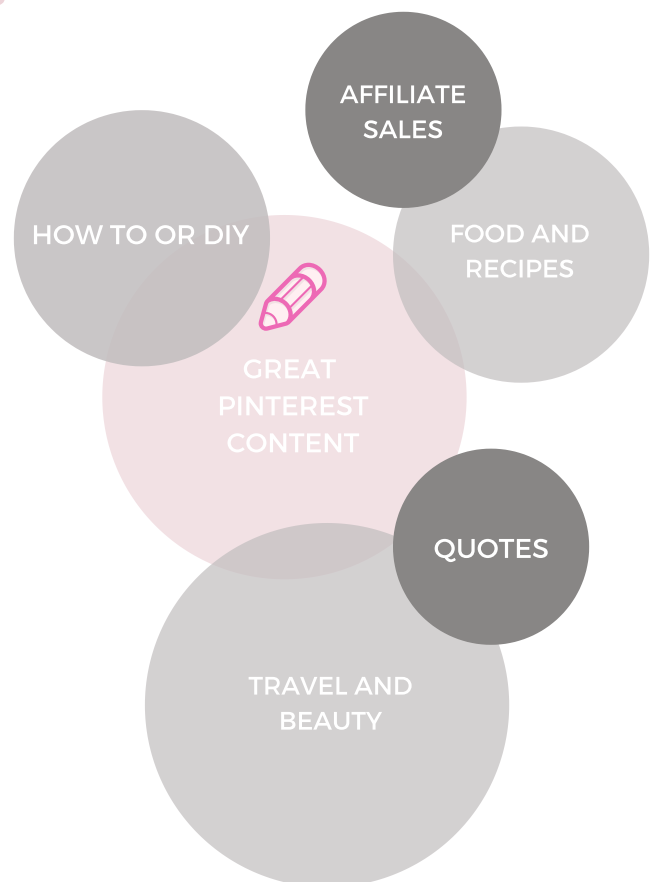 AFFILIATE
SALES
HOW TO OR DIY
FOOD AND
RECIPES
GREAT
PINTEREST
CONTENT
QUOTES
TRAVEL AND
BEAUTY